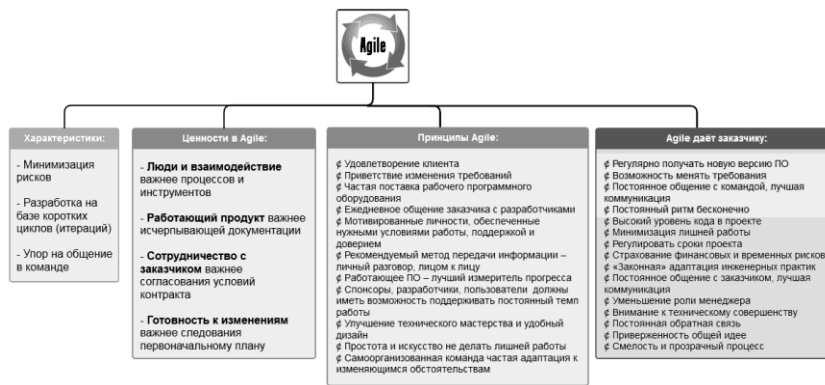 Agile
Характеристики:
- Минимизация
рисков
- Разработка на
базе коротких
циклов (итераций)
- Упор на общение
в команде
Ценности в Agile:
- Люди и взаимодействие
важнее процессов и
инструментов
- Работающий продукт важнее
исчерпывающей документации
- Сотрудничество с
заказчиком важнее
согласования условий
контракта
- Готовность к изменениям
важнее следования
первоначальному плану
Принципы Agile:
¢ Удовлетворение клиента
¢ Приветствие изменения требований
¢ Частая поставка рабочего программного
оборудования
¢ Ежедневное общение заказчика с разработчиками
¢ Мотивированные личности, обеспеченные
нужными условиями работы, поддержкой и
доверием
¢ Рекомендуемый метод передачи информации –
личный разговор, лицом к лицу
¢ Работающее ПО – лучший измеритель прогресса
¢ Спонсоры, разработчики, пользователи должны
иметь возможность поддерживать постоянный темп
работы
¢ Улучшение технического мастерства и удобный
дизайн
¢ Простота и искусство не делать лишней работы
¢ Самоорганизованная команда частая адаптация к
изменяющимся обстоятельствам
Agile даёт заказчику:
¢ Регулярно получать новую версию ПО
¢ Возможность менять требования
¢ Постоянное общение с командой, лучшая
коммуникация
¢ Постоянный ритм бесконечно
¢ Высокий уровень кода в проекте
¢ Минимизация лишней работы
¢ Регулировать сроки проекта
¢ Страхование финансовых и временных рисков
¢ «Законная» адаптация инженерных практик
¢ Постоянное общение с заказчиком, лучшая
коммуникация
¢ Уменьшение роли менеджера
¢ Внимание к техническому совершенству
¢ Постоянная обратная связь
¢ Приверженность общей идее
¢ Смелость и прозрачный процесс